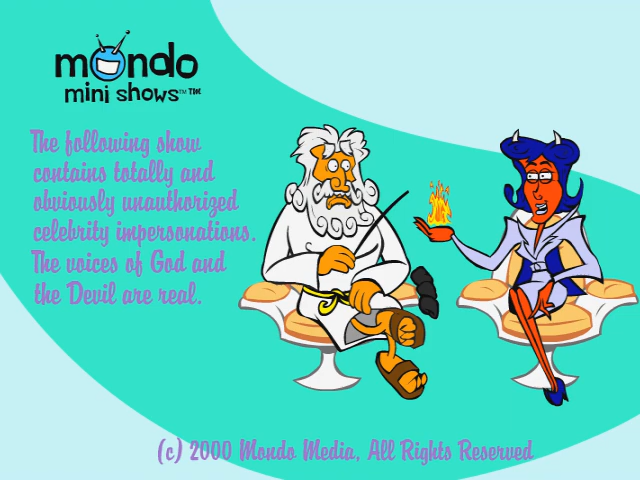 mondo
mini shows™ ™
The following show
contains totally and
obviously unauthorized
celebrity impersonations.
The voices of God and
the Devil are real.
(c) 2000 Mondo Media, All Rights Reserved